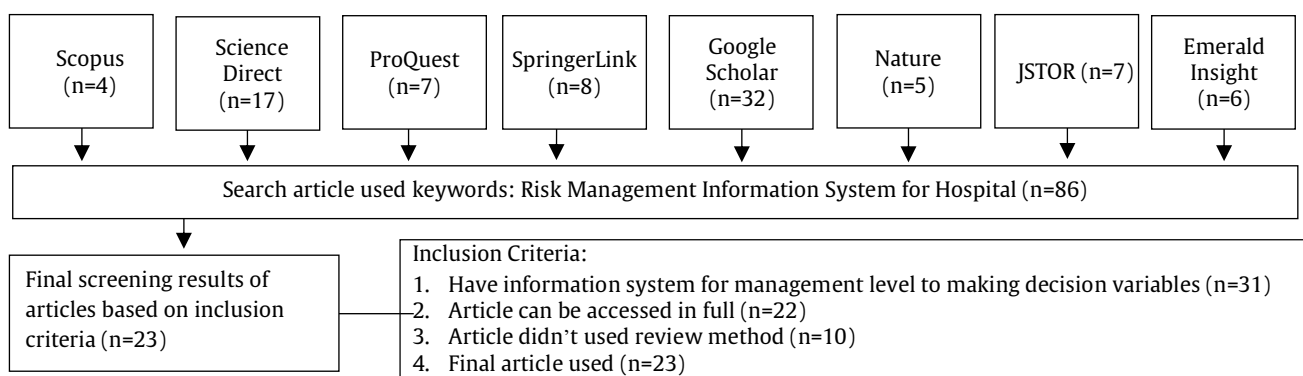 Scopus
(n=4)
Science
Direct
(n=17)
ProQuest
(n=7)
SpringerLink
(n=8)
Google
Scholar
(n=32)
Nature
(n=5)
JSTOR (n=7)
Emerald
Insight
(n=6)
Search article used keywords: Risk Management Information System for Hospital (n=86)
Final screening results of
articles based on inclusion
criteria (n=23)
Inclusion Criteria:
1. Have information system for management level to making decision variables (n=31)
2. Article can be accessed in full (n=22)
3. Article didn't used review method (n=10)
4. Final article used (n=23)